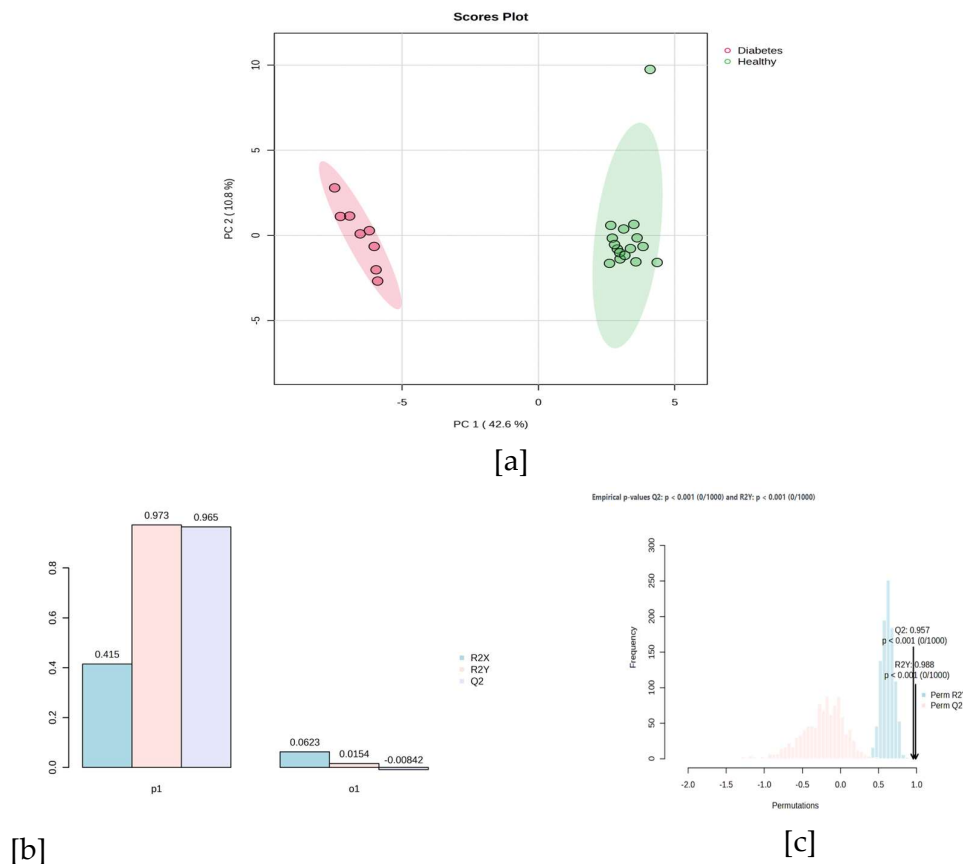 Scores Plot
Diabetes
Healthy
PC 2 ( 10.8 %)
10
5
0
-5
-5
0
5
PC 1 ( 42.6 %)
[a]
0.973
0.965
0.415
0.0623
0.0154
-0.00842
0.8
0.6
0.4
0.2
0.0
p1
o1
R2X
R2Y
Q2
[b]
Empirical p-values Q2: p < 0.001 (0/1000) and R2Y: p < 0.001 (0/1000)
Frequency
300
250
200
150
100
50
0
Q2: 0.957
p < 0.001 (0/1000)
R2Y: 0.988
p < 0.001 (0/1000)
Perm R2Y
Perm Q2
-2.0
-1.5
-1.0
-0.5
0.0
0.5
1.0
Permutations
[c]